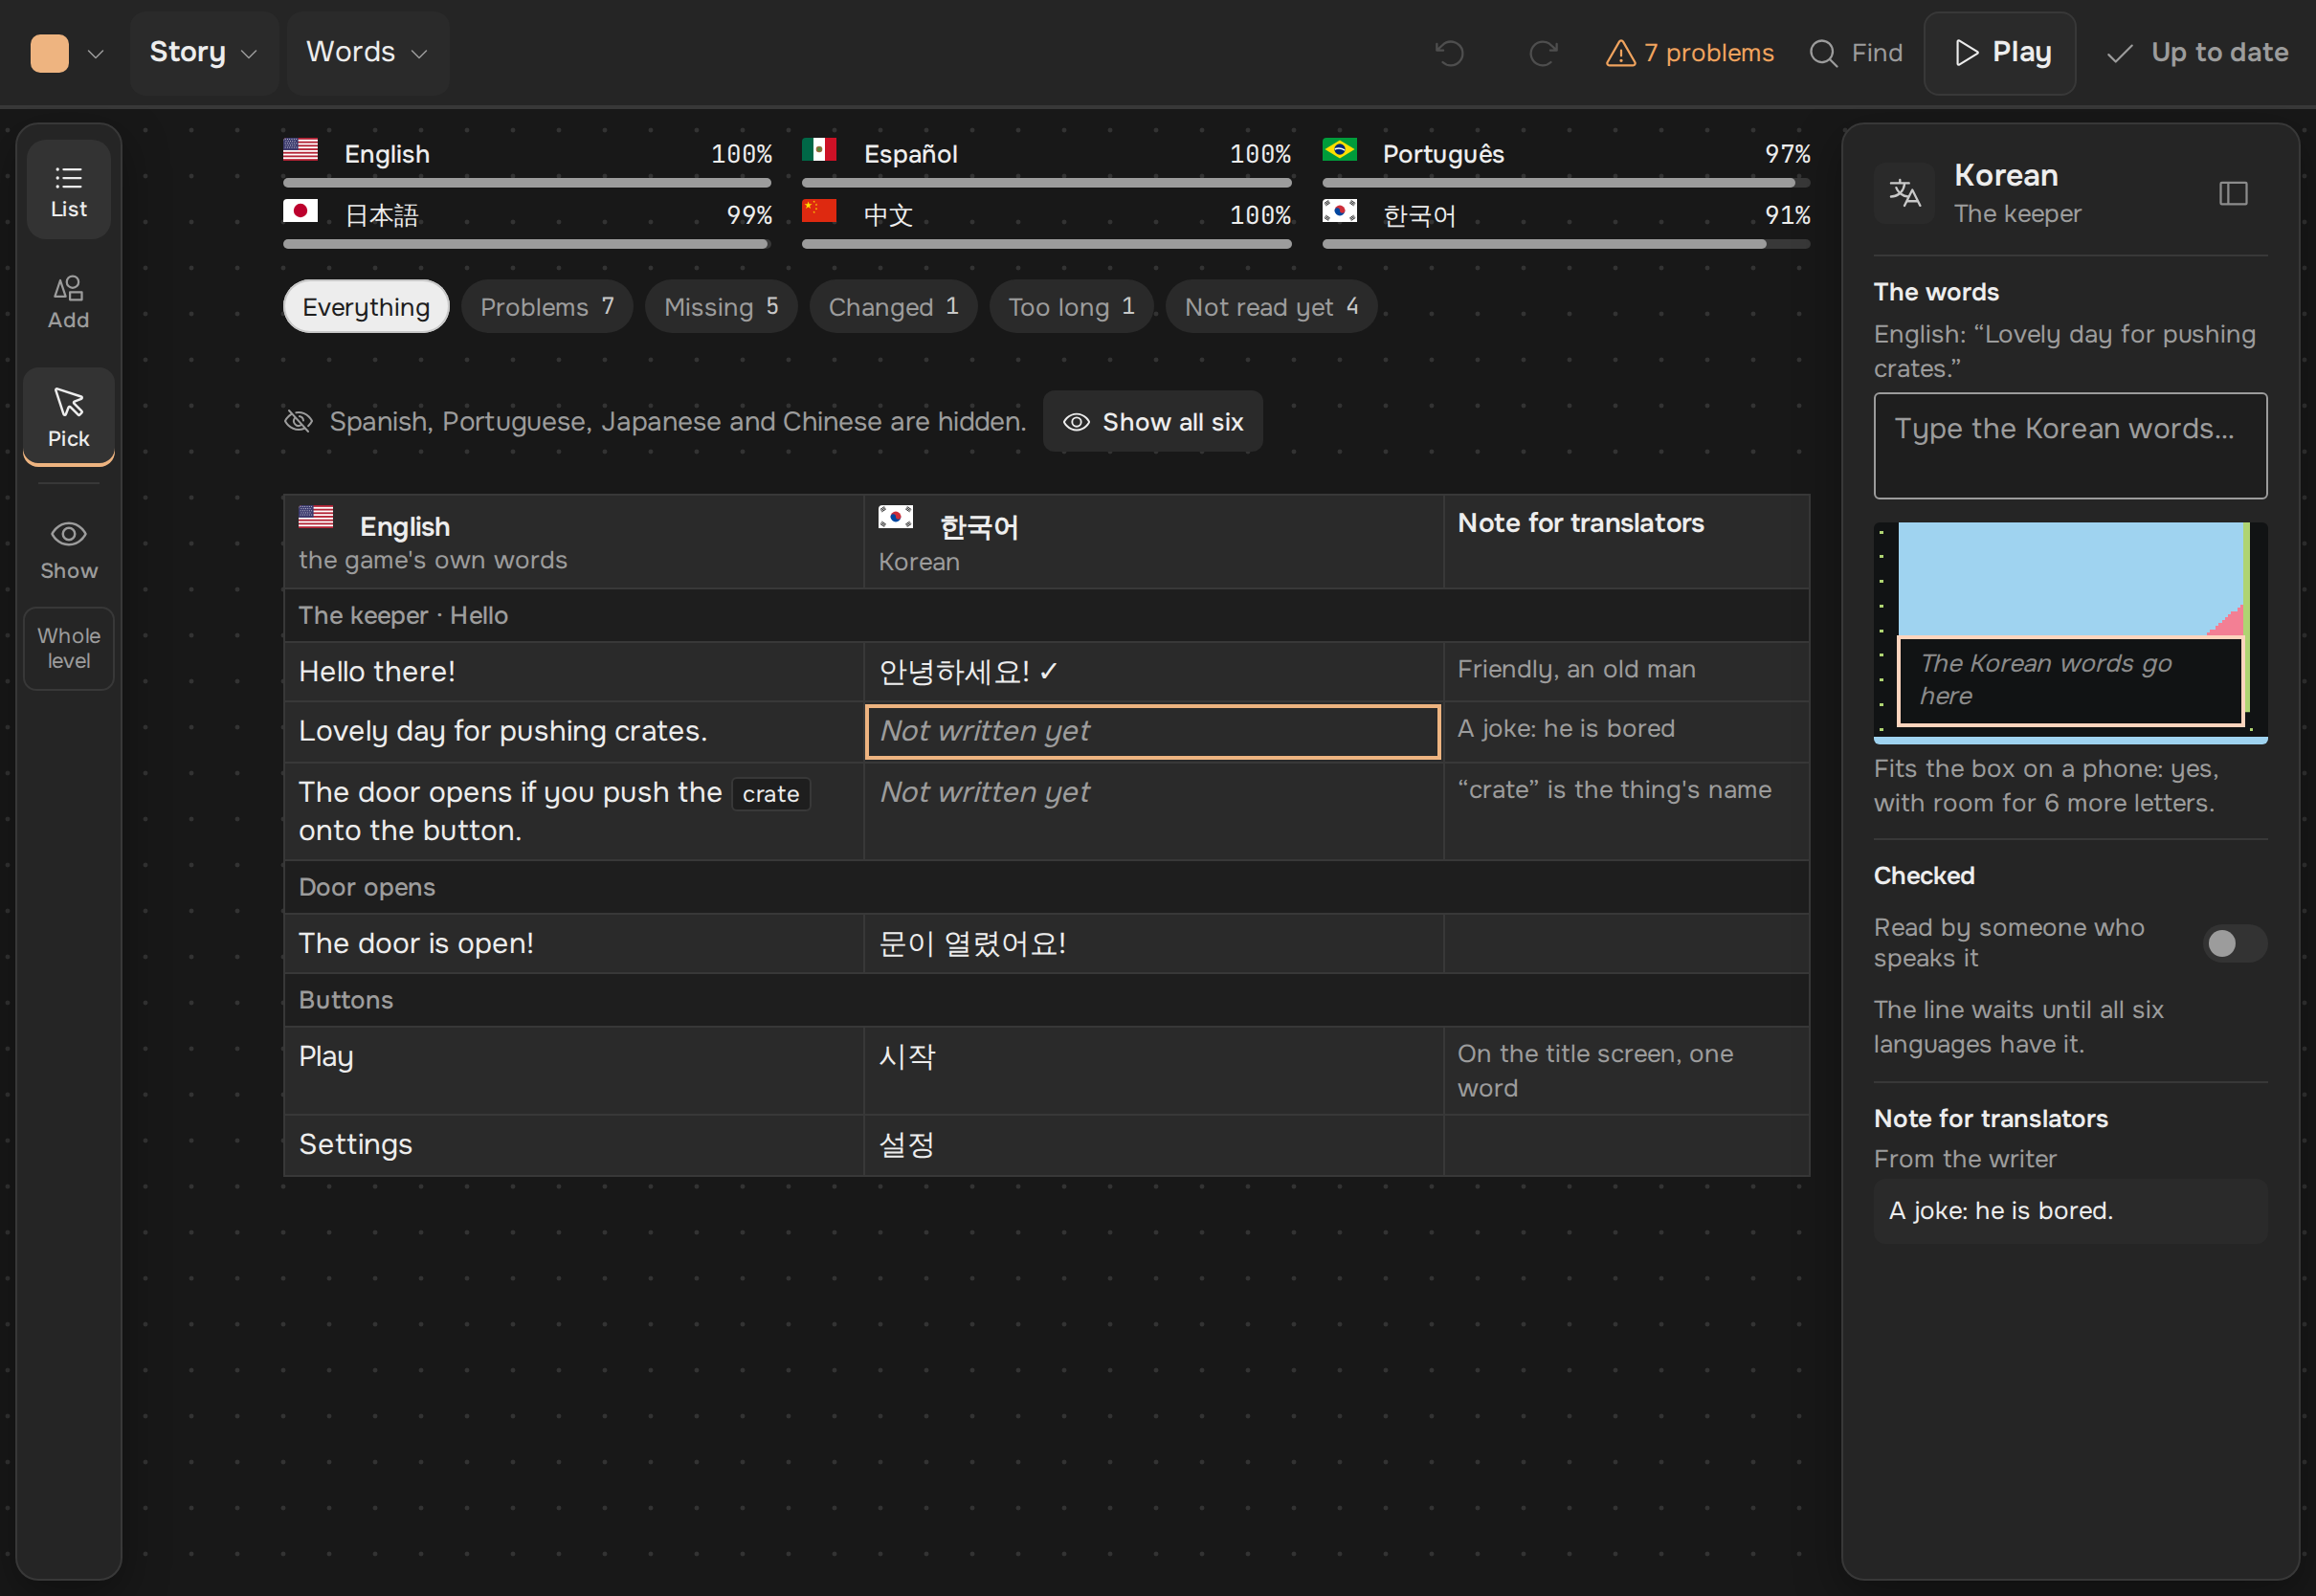 Story
Words
7 problems
Find
Play
Up to date
List
Add
Pick
Show
Whole
level
English 100%
Español 100%
Português 97%
日本語 99%
中文 100%
한국어 91%
Everything
Problems 7
Missing 5
Changed 1
Too long 1
Not read yet 4
Spanish, Portuguese, Japanese and Chinese are hidden.
Show all six
English
the game's own words
한국어
Korean
Note for translators
The keeper · Hello
Hello there!
안녕하세요! ✓
Friendly, an old man
Lovely day for pushing crates.
Not written yet
A joke: he is bored
The door opens if you push the crate
onto the button.
Not written yet
“crate” is the thing's name
Door opens
The door is open!
문이 열렸어요!
Buttons
Play
시작
On the title screen, one
word
Settings
설정
Korean
The keeper
The words
English: “Lovely day for pushing
crates.”
Type the Korean words...
The Korean words go
here
Fits the box on a phone: yes,
with room for 6 more letters.
Checked
Read by someone who
speaks it
The line waits until all six
languages have it.
Note for translators
From the writer
A joke: he is bored.